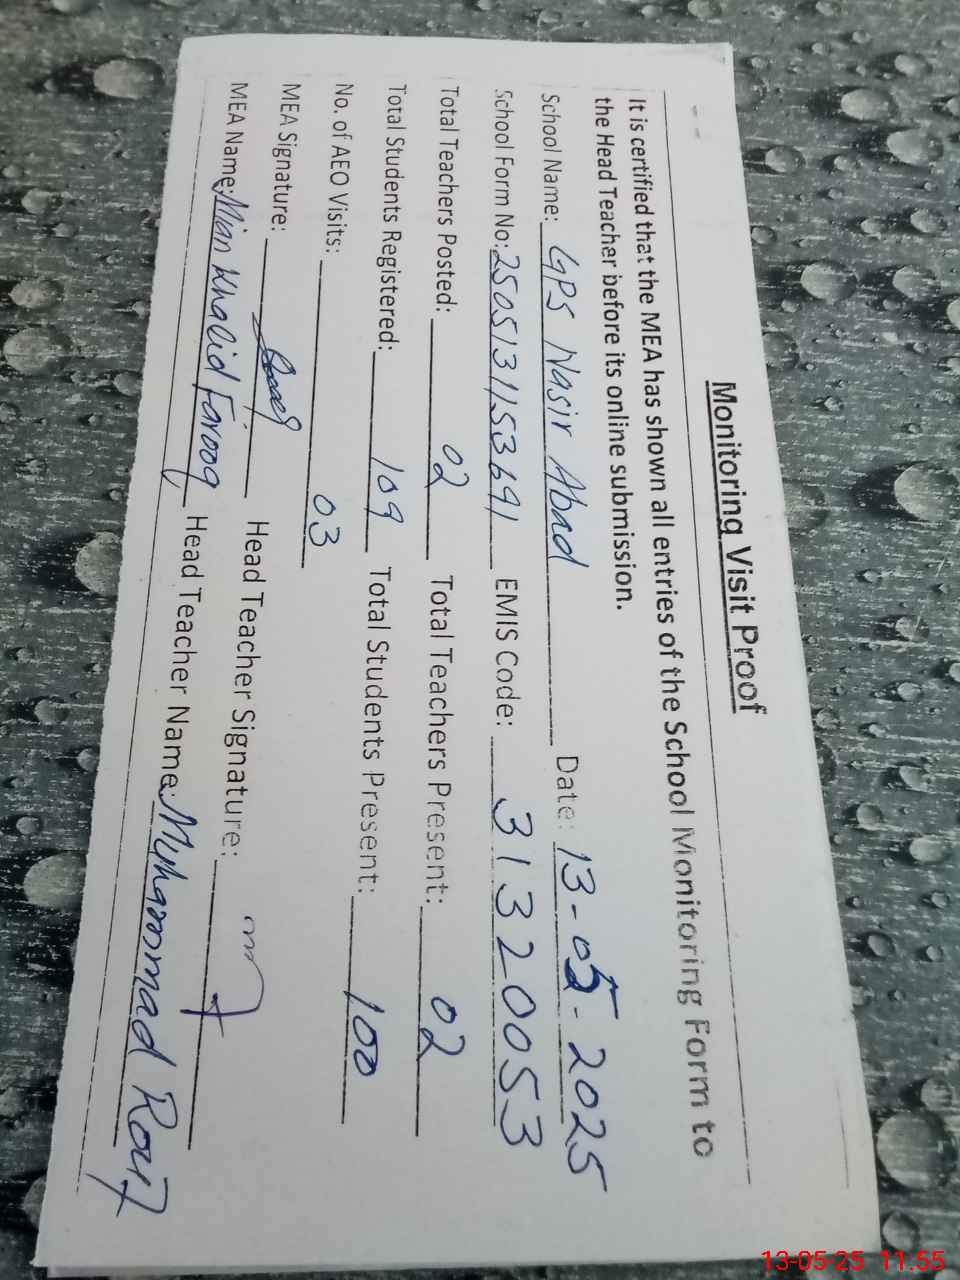 Monitoring Visit Proof
It is certified that the MEA has shown all entries of the School Monitoring Form to
the Head Teacher before its online submission.
School Name: GPS Nasir Abad Date: 13-05-2025
School Form No: 2505131153691 EMIS Code: 31320053
Total Teachers Posted: 02 Total Teachers Present: 02
Total Students Registered: 109 Total Students Present: 100
No. of AEO Visits: 03
MEA Signature: Head Teacher Signature:
MEA Name: Mian Khalid Farooq Head Teacher Name: Muhammad Rouf
13-05-25 11.55